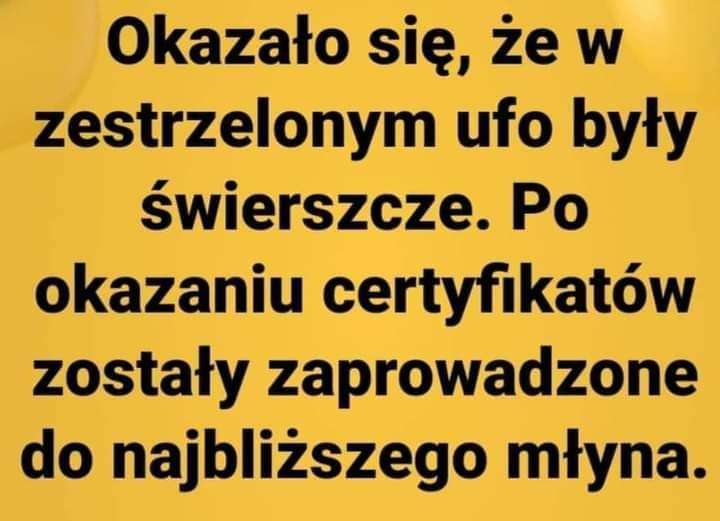 Okazało się, że w
zestrzelonym ufo były
świerszcze. Po
okazaniu certyfikatów
zostały zaprowadzone
do najbliższego młyna.